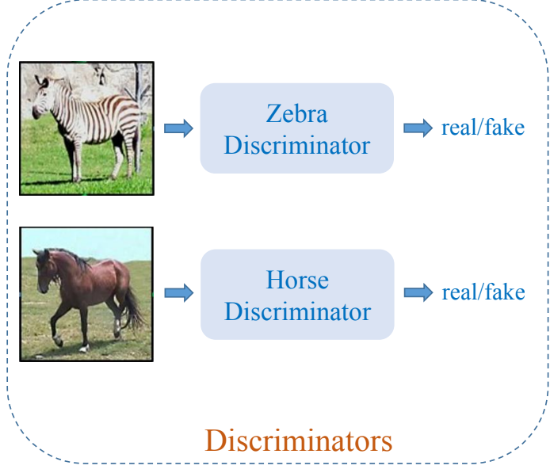 Zebra
Discriminator
real/fake
Horse
Discriminator
real/fake
Discriminators